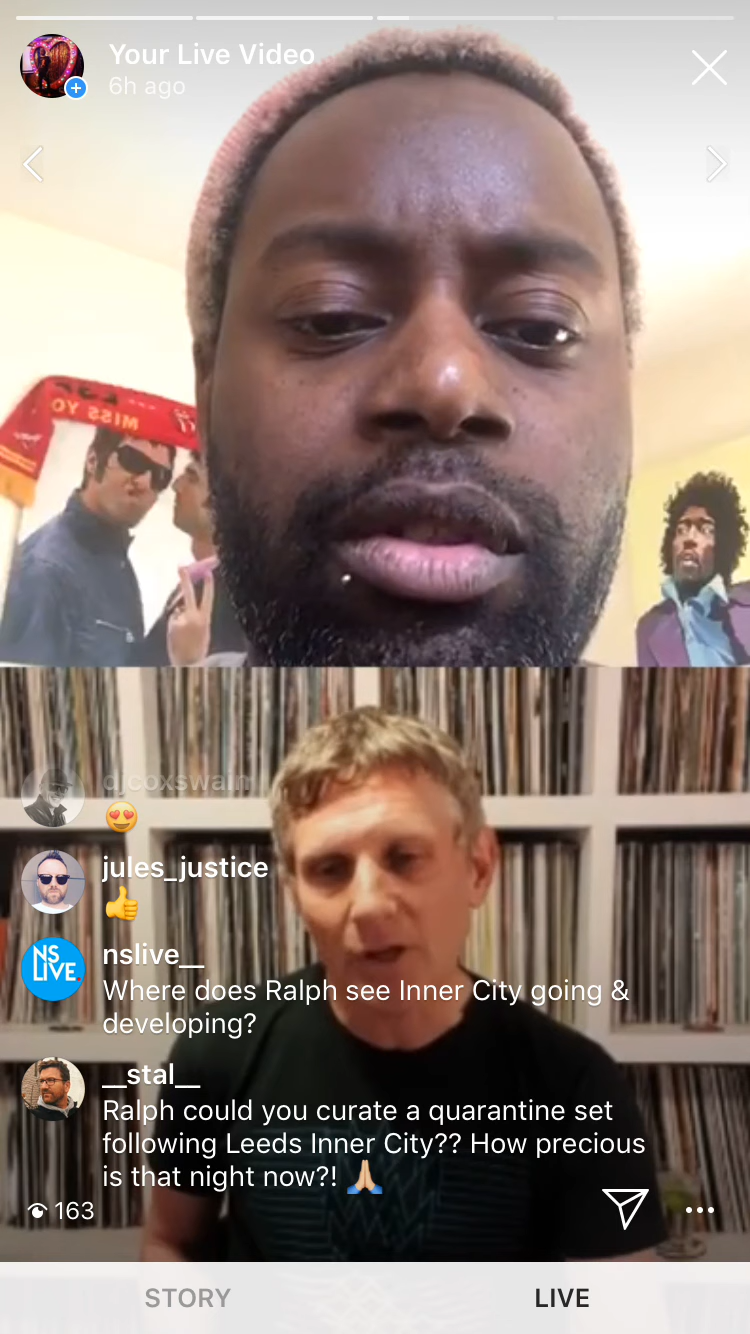 Your Live Video
6h ago
MISS YO
djcoxswain
jules_justice
NS
LIVE.
nslive__
Where does Ralph see Inner City going &
developing?
__stal__
Ralph could you curate a quarantine set
following Leeds Inner City?? How precious
is that night now?! 🙏🏼
163
STORY
LIVE